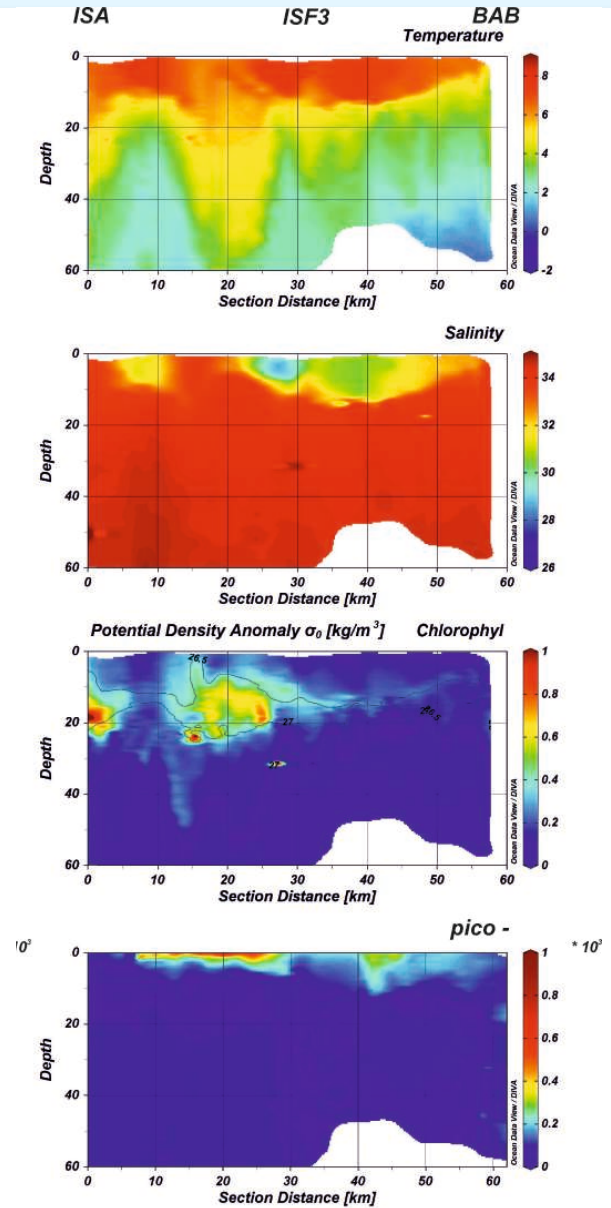 ISA ISF3 BAB
Temperature
0
20
40
60
Depth
0 10 20 30 40 50 60
Section Distance [km]
8
6
4
2
0
-2
Ocean Data View / DIVA
Salinity
0
20
40
60
Depth
0 10 20 30 40 50 60
Section Distance [km]
34
32
30
28
26
Ocean Data View / DIVA
Potential Density Anomaly σ₀ [kg/m³] Chlorophyl
0
20
40
60
Depth
26.5
27
27
26.5
0 10 20 30 40 50 60
Section Distance [km]
1
0.8
0.6
0.4
0.2
0
Ocean Data View / DIVA
pico -
0³ * 10³
0
20
40
60
Depth
0 10 20 30 40 50 60
Section Distance [km]
1
0.8
0.6
0.4
0.2
0
Ocean Data View / DIVA